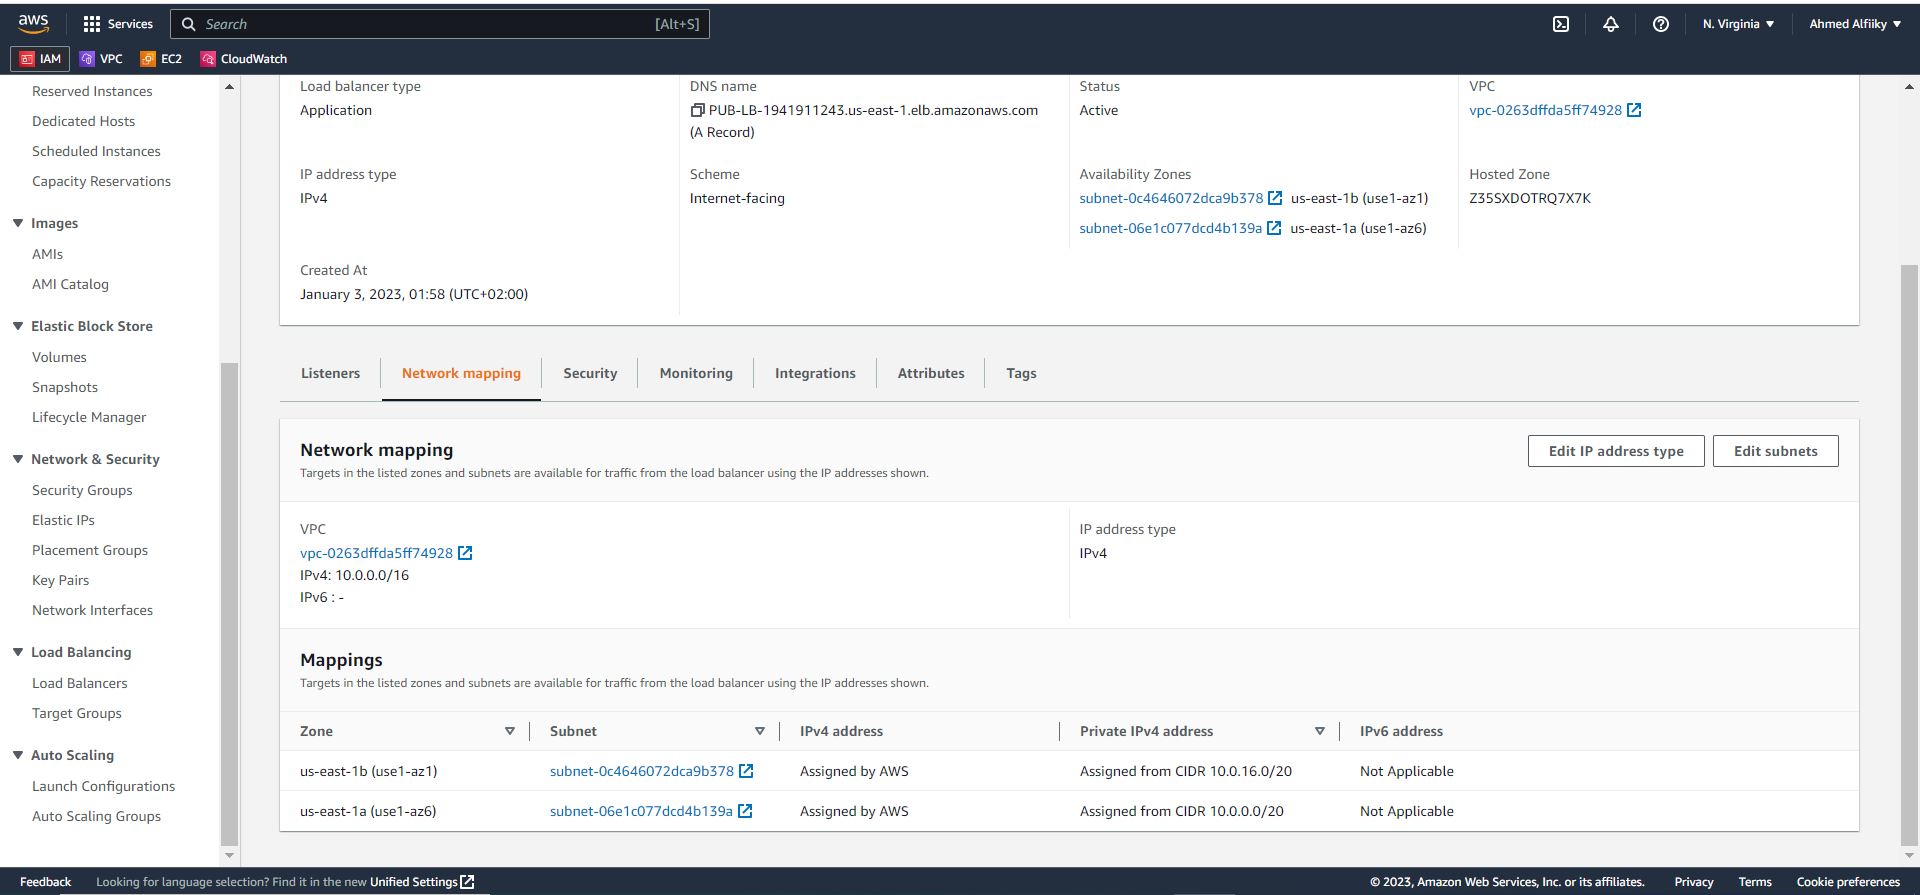 aws
Services
Search [Alt+S]
N. Virginia
Ahmed Alfiiky
IAM
VPC
EC2
CloudWatch
Reserved Instances
Dedicated Hosts
Scheduled Instances
Capacity Reservations
Images
AMIs
AMI Catalog
Elastic Block Store
Volumes
Snapshots
Lifecycle Manager
Network & Security
Security Groups
Elastic IPs
Placement Groups
Key Pairs
Network Interfaces
Load Balancing
Load Balancers
Target Groups
Auto Scaling
Launch Configurations
Auto Scaling Groups
Load balancer type
Application
DNS name
PUB-LB-1941911243.us-east-1.elb.amazonaws.com
(A Record)
Status
Active
VPC
vpc-0263dffda5ff74928
IP address type
IPv4
Scheme
Internet-facing
Availability Zones
subnet-0c4646072dca9b378 us-east-1b (use1-az1)
subnet-06e1c077dcd4b139a us-east-1a (use1-az6)
Hosted Zone
Z35SXDOTRQ7X7K
Created At
January 3, 2023, 01:58 (UTC+02:00)
Listeners
Network mapping
Security
Monitoring
Integrations
Attributes
Tags
Network mapping
Targets in the listed zones and subnets are available for traffic from the load balancer using the IP addresses shown.
Edit IP address type
Edit subnets
VPC
vpc-0263dffda5ff74928
IPv4: 10.0.0.0/16
IPv6 : -
IP address type
IPv4
Mappings
Targets in the listed zones and subnets are available for traffic from the load balancer using the IP addresses shown.
Zone Subnet IPv4 address Private IPv4 address IPv6 address
us-east-1b (use1-az1) subnet-0c4646072dca9b378 Assigned by AWS Assigned from CIDR 10.0.16.0/20 Not Applicable
us-east-1a (use1-az6) subnet-06e1c077dcd4b139a Assigned by AWS Assigned from CIDR 10.0.0.0/20 Not Applicable
Feedback Looking for language selection? Find it in the new Unified Settings
© 2023, Amazon Web Services, Inc. or its affiliates. Privacy Terms Cookie preferences